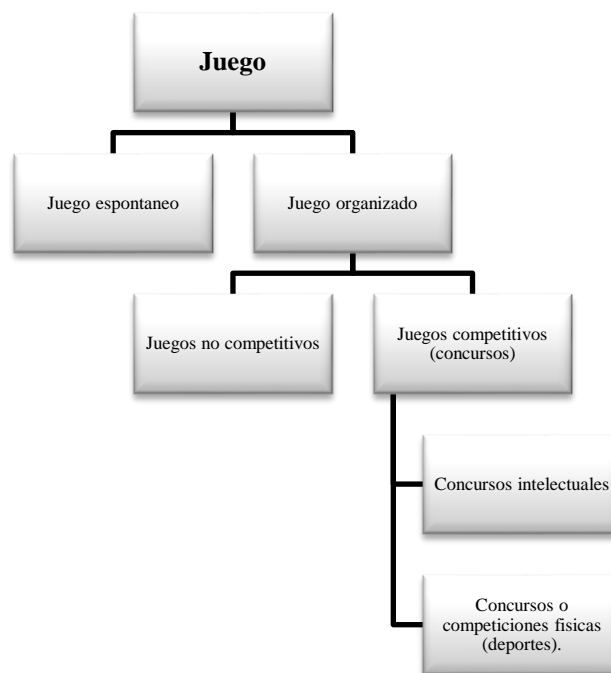 Juego
Juego espontaneo
Juego organizado
Juegos no competitivos
Juegos competitivos
(concursos)
Concursos intelectuales
Concursos o
competiciones fisicas
(deportes).